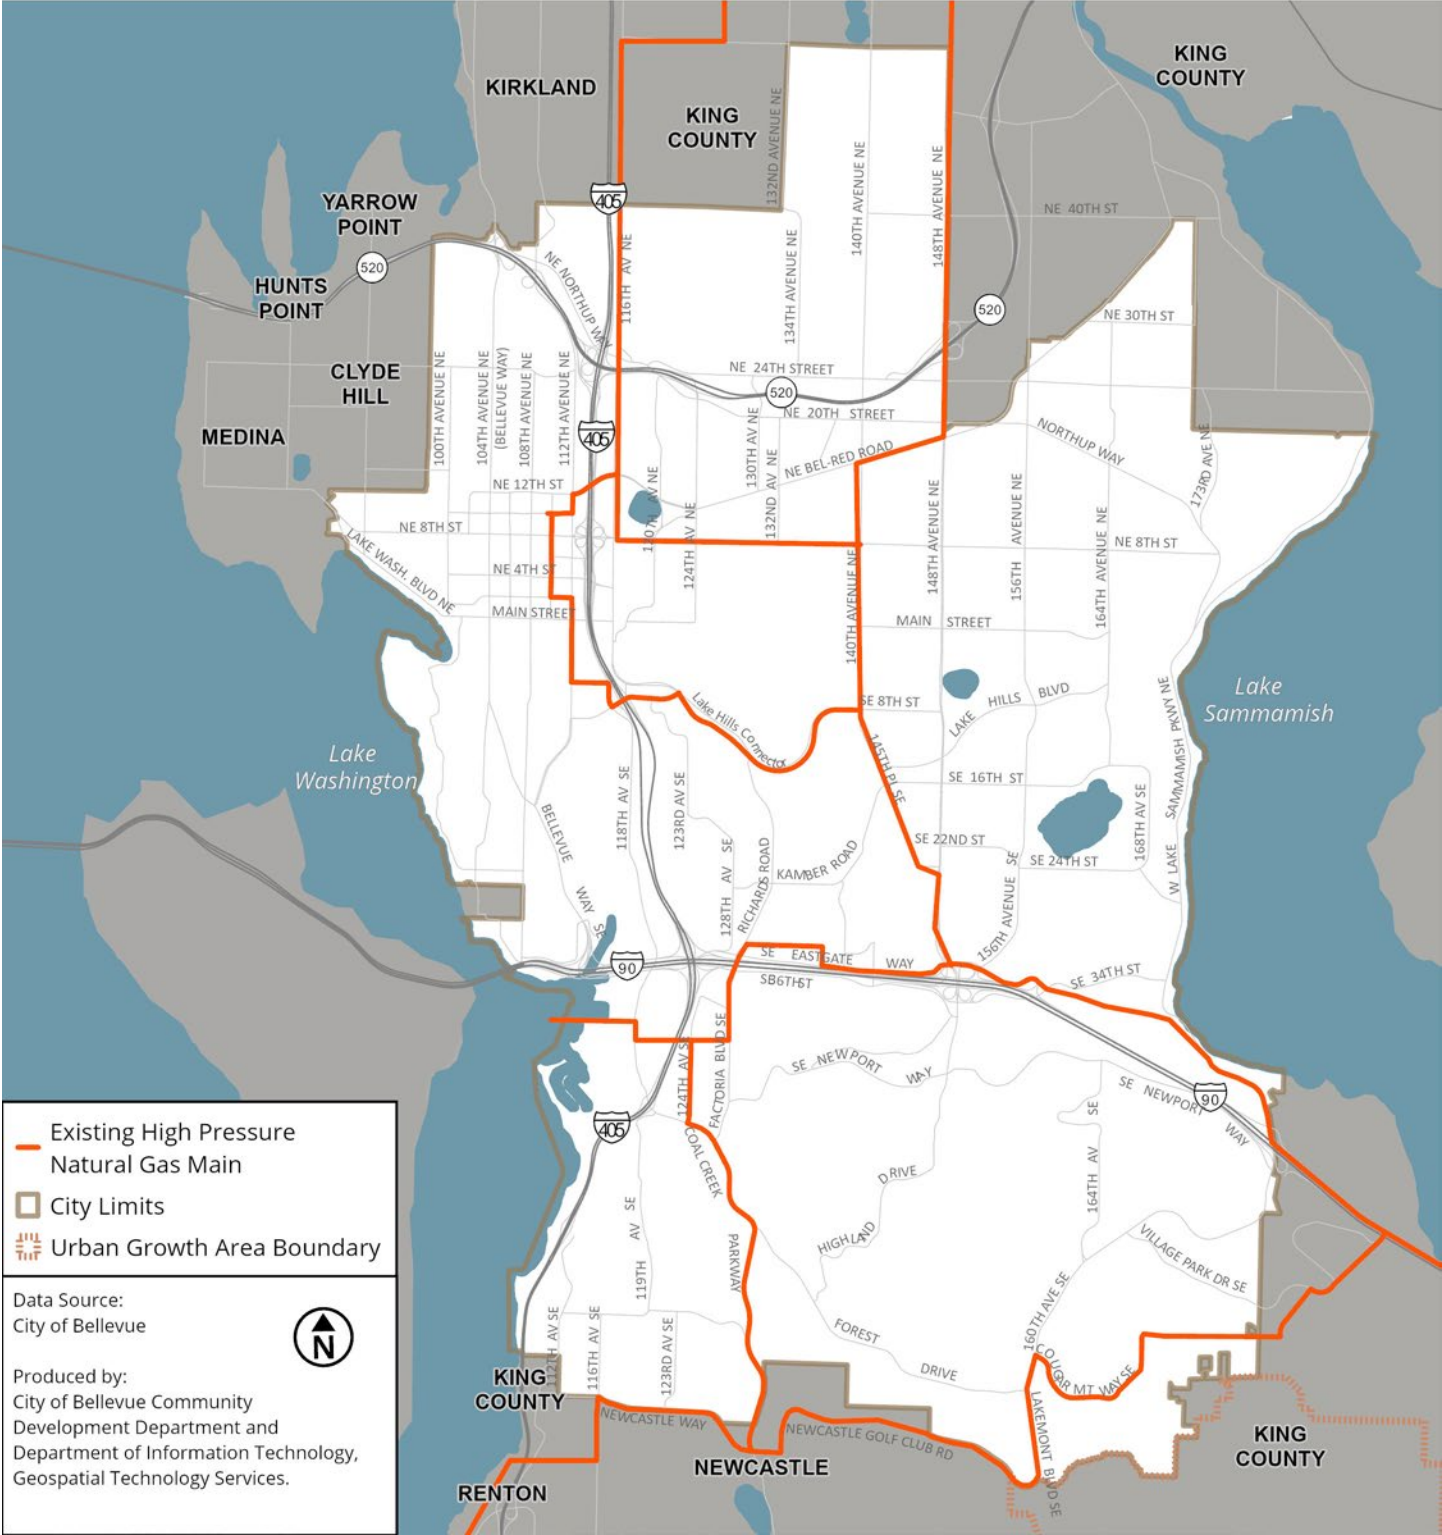 KING
COUNTY
KIRKLAND
KING
COUNTY
132ND AVENUE NE
140TH AVENUE NE
148TH AVENUE NE
YARROW
POINT
405
NE 40TH ST
520
HUNTS
POINT
NE NORTHUP WAY
116TH AV NE
134TH AVENUE NE
520
NE 30TH ST
CLYDE
HILL
100TH AVENUE NE
104TH AVENUE NE
(BELLEVUE WAY)
108TH AVENUE NE
112TH AVENUE NE
NE 24TH STREET
520
NE 20TH STREET
MEDINA
405
130TH AV NE
132ND AV NE
NE BEL-RED ROAD
NORTHUP WAY
173RD AVE NE
NE 12TH ST
120TH AV NE
124TH AV NE
148TH AVENUE NE
156TH AVENUE NE
164TH AVENUE NE
NE 8TH ST
LAKE WASH. BLVD NE
NE 8TH ST
NE 4TH ST
140TH AVENUE NE
MAIN STREET
MAIN STREET
Lake Hills Connector
SE 8TH ST
LAKE HILLS BLVD
Lake
Sammamish
W LAKE SAMMAMISH PKWY NE
Lake
Washington
145TH PL SE
SE 16TH ST
118TH AV SE
123RD AV SE
BELLEVUE WAY SE
128TH AV SE
RICHARDS ROAD
KAMBER ROAD
SE 22ND ST
SE 24TH ST
168TH AV SE
156TH AVENUE SE
90
SE EASTGATE WAY
SE 36TH ST
SE 34TH ST
124TH AV SE
FACTORIA BLVD SE
SE NEWPORT WAY
SE NEWPORT WAY
90
405
COAL CREEK PARKWAY
164TH AV SE
HIGHLAND DRIVE
119TH AV SE
VILLAGE PARK DR SE
160TH AVE SE
112TH AV SE
116TH AV SE
123RD AV SE
FOREST DRIVE
COUGAR MT WAY SE
LAKEMONT BLVD SE
KING
COUNTY
NEWCASTLE WAY
NEWCASTLE GOLF CLUB RD
KING
COUNTY
NEWCASTLE
RENTON
Existing High Pressure
Natural Gas Main
City Limits
Urban Growth Area Boundary
Data Source:
City of Bellevue
N
Produced by:
City of Bellevue Community
Development Department and
Department of Information Technology,
Geospatial Technology Services.